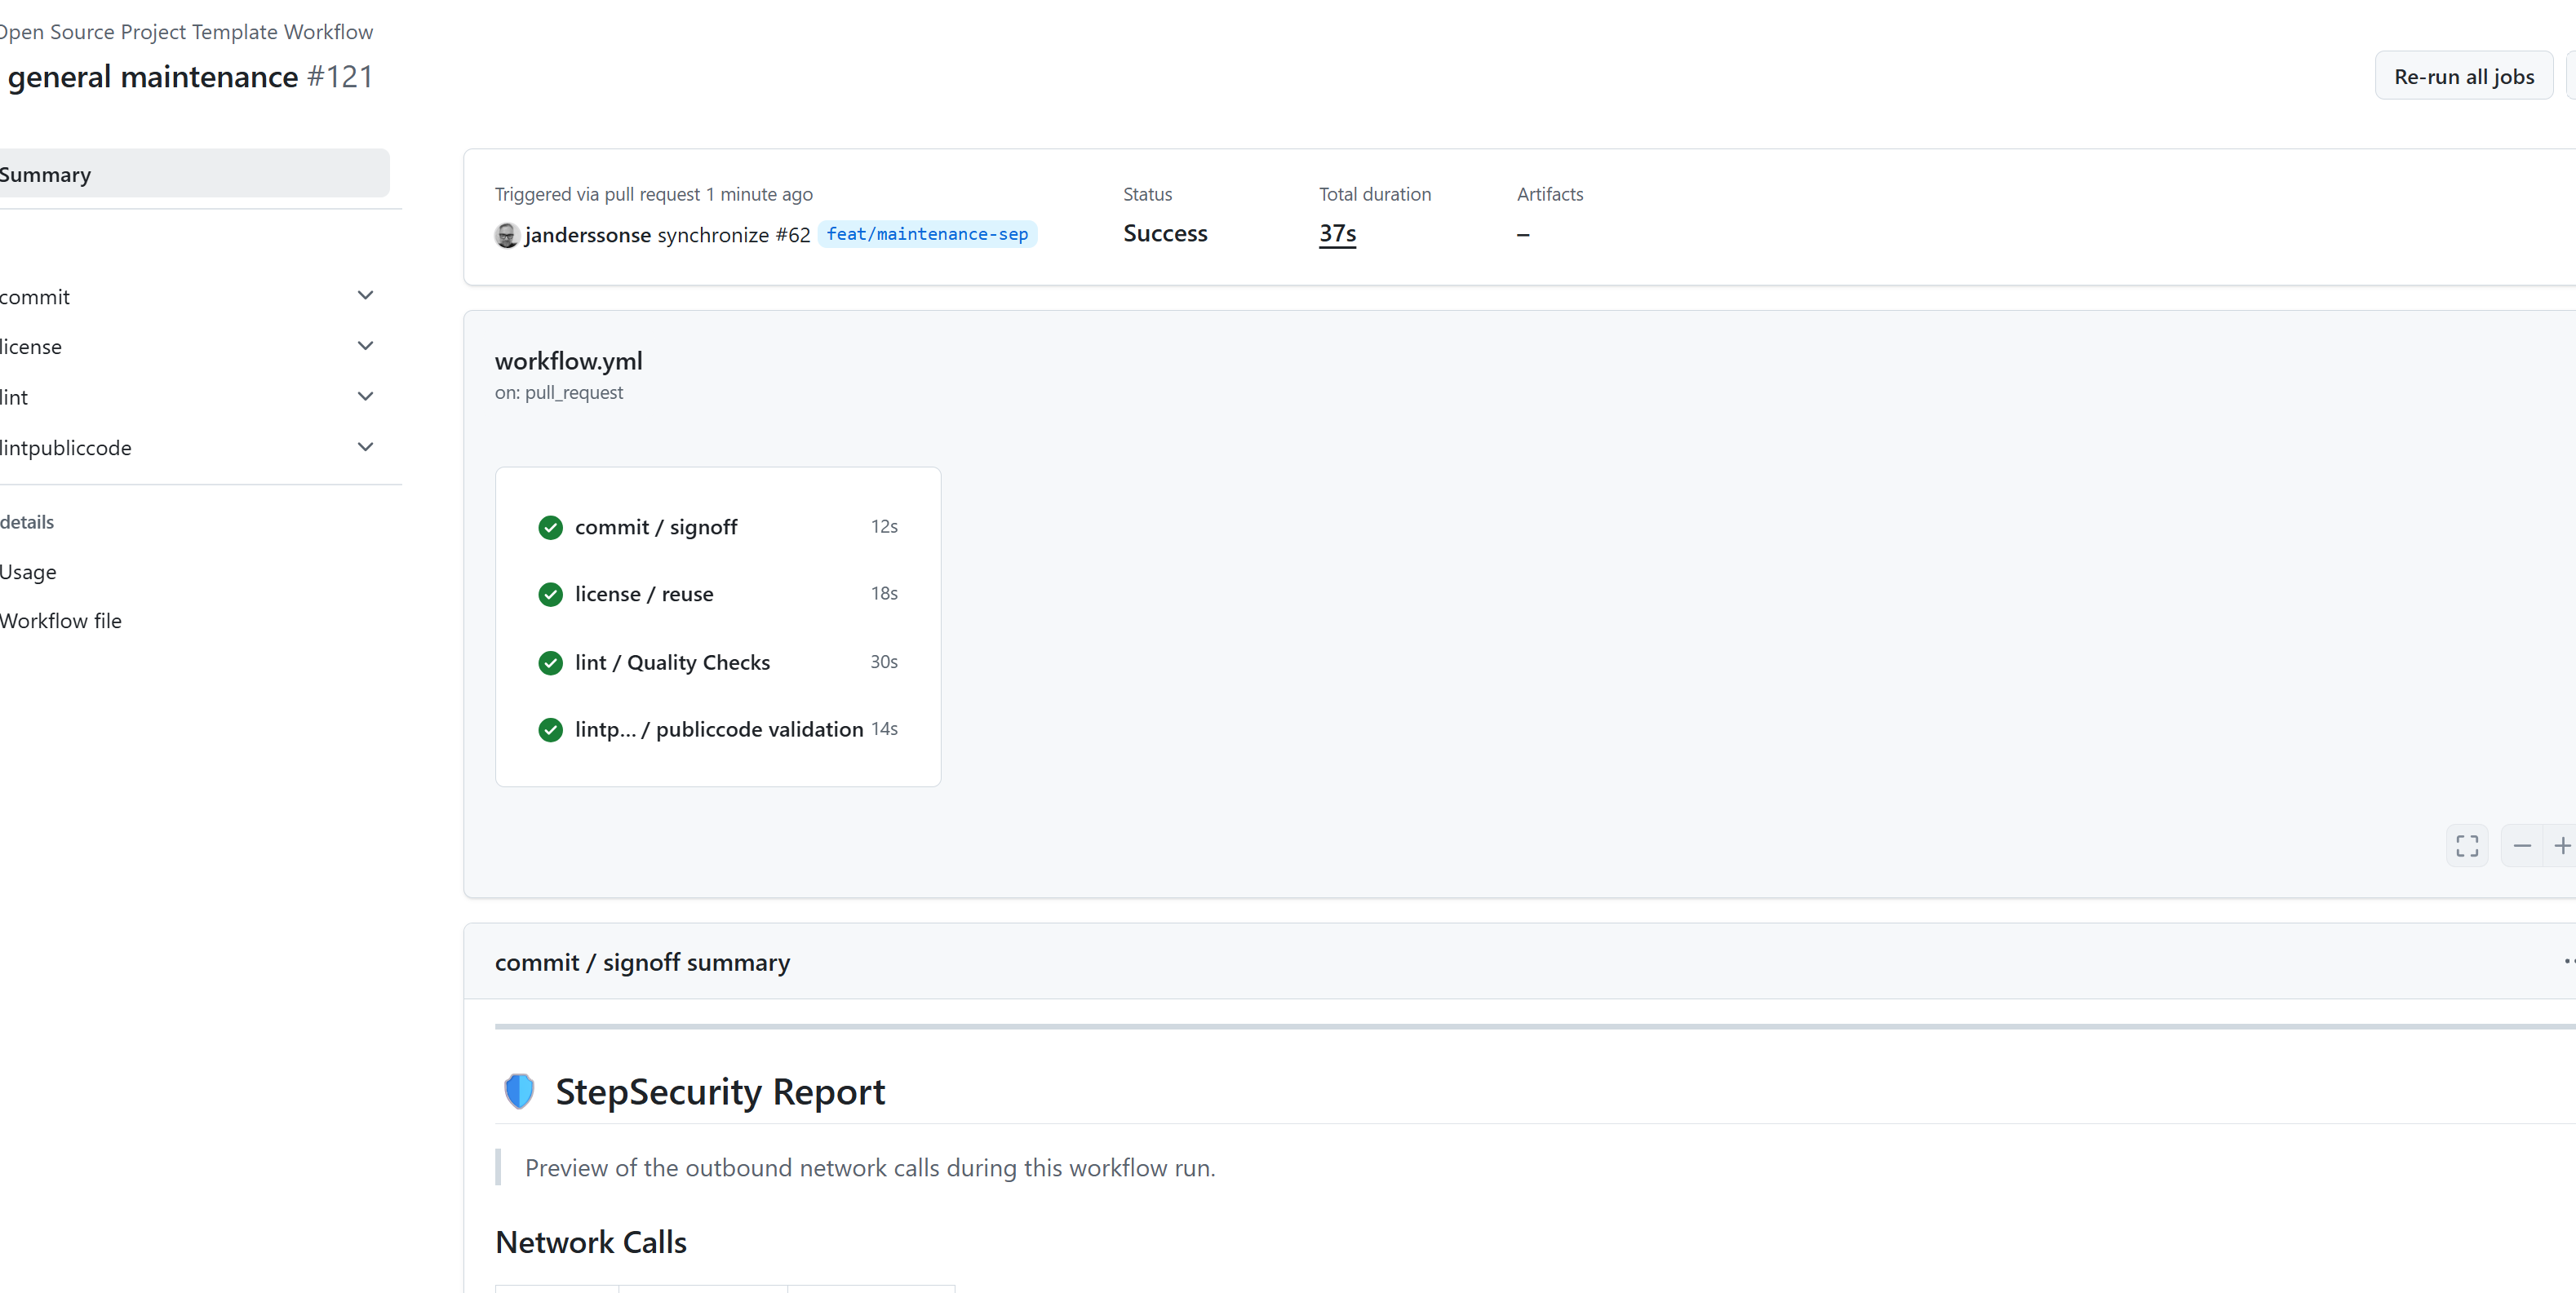 Open Source Project Template Workflow
general maintenance #121
Re-run all jobs
Summary
commit
license
lint
lintpubliccode
details
Usage
Workflow file
Triggered via pull request 1 minute ago
janderssonse synchronize #62 feat/maintenance-sep
Status
Success
Total duration
37s
Artifacts
–
workflow.yml
on: pull_request
commit / signoff 12s
license / reuse 18s
lint / Quality Checks 30s
lintp... / publiccode validation 14s
commit / signoff summary
StepSecurity Report
Preview of the outbound network calls during this workflow run.
Network Calls